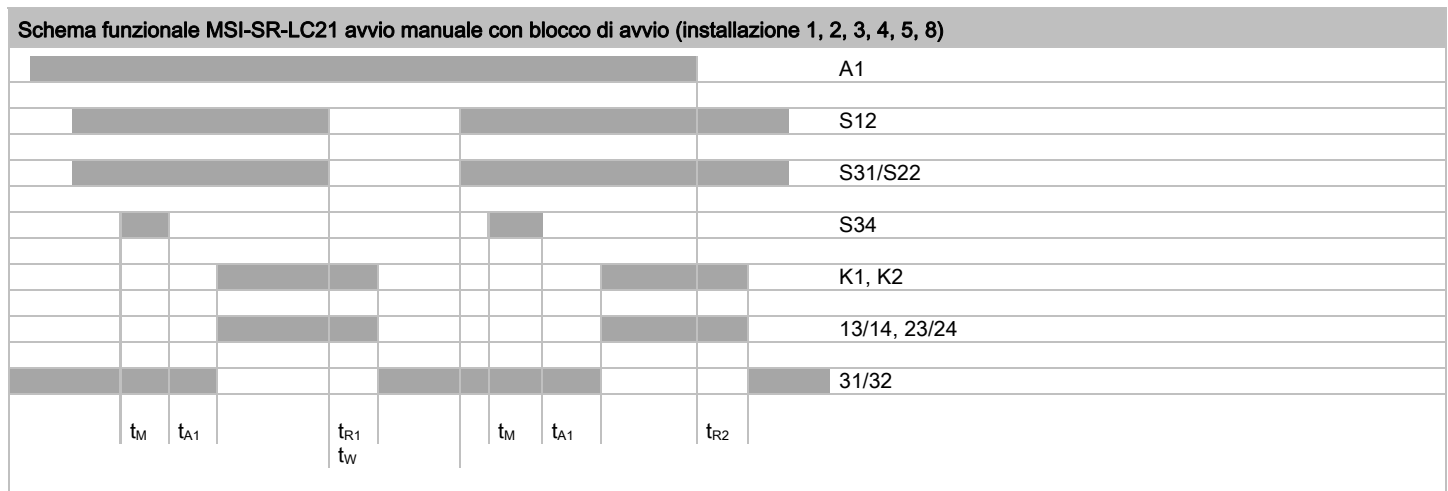 Schema funzionale MSI-SR-LC21 avvio manuale con blocco di avvio (installazione 1, 2, 3, 4, 5, 8)
A1
S12
S31/S22
S34
K1, K2
13/14, 23/24
31/32
tM tA1 tR1 tM tA1 tR2
tW